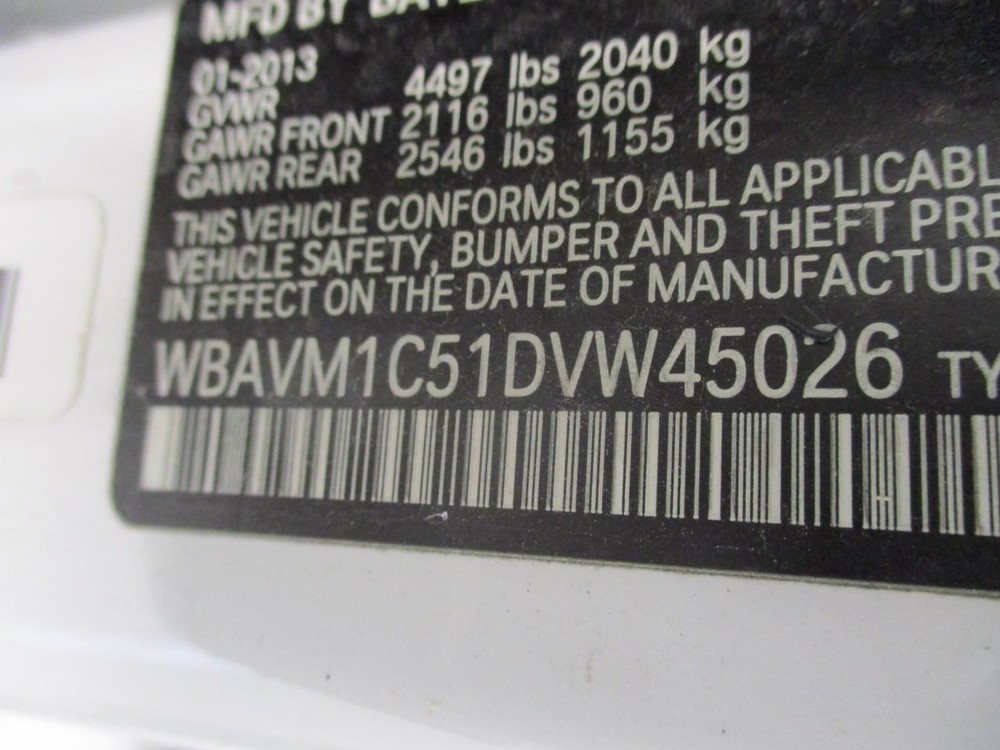 MFD BY
01-2013
GVWR 4497 lbs 2040 kg
GAWR FRONT 2116 lbs 960 kg
GAWR REAR 2546 lbs 1155 kg
THIS VEHICLE CONFORMS TO ALL APPLICABL
VEHICLE SAFETY, BUMPER AND THEFT PRE
IN EFFECT ON THE DATE OF MANUFACTUR
WBAVM1C51DVW45026 TY